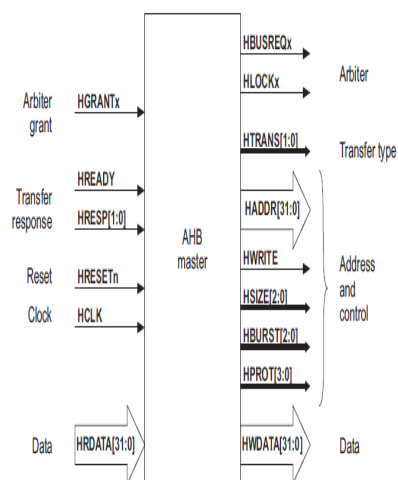 HBUSREQx
HLOCKx
Arbiter
Arbiter
grant
HGRANTx
HTRANS[1:0]
Transfer type
Transfer
response
HREADY
HRESP[1:0]
HADDR[31:0]
AHB
master
HWRITE
HSIZE[2:0]
HBURST[2:0]
HPROT[3:0]
Address
and
control
Reset
HRESETn
Clock
HCLK
Data
HRDATA[31:0]
HWDATA[31:0]
Data